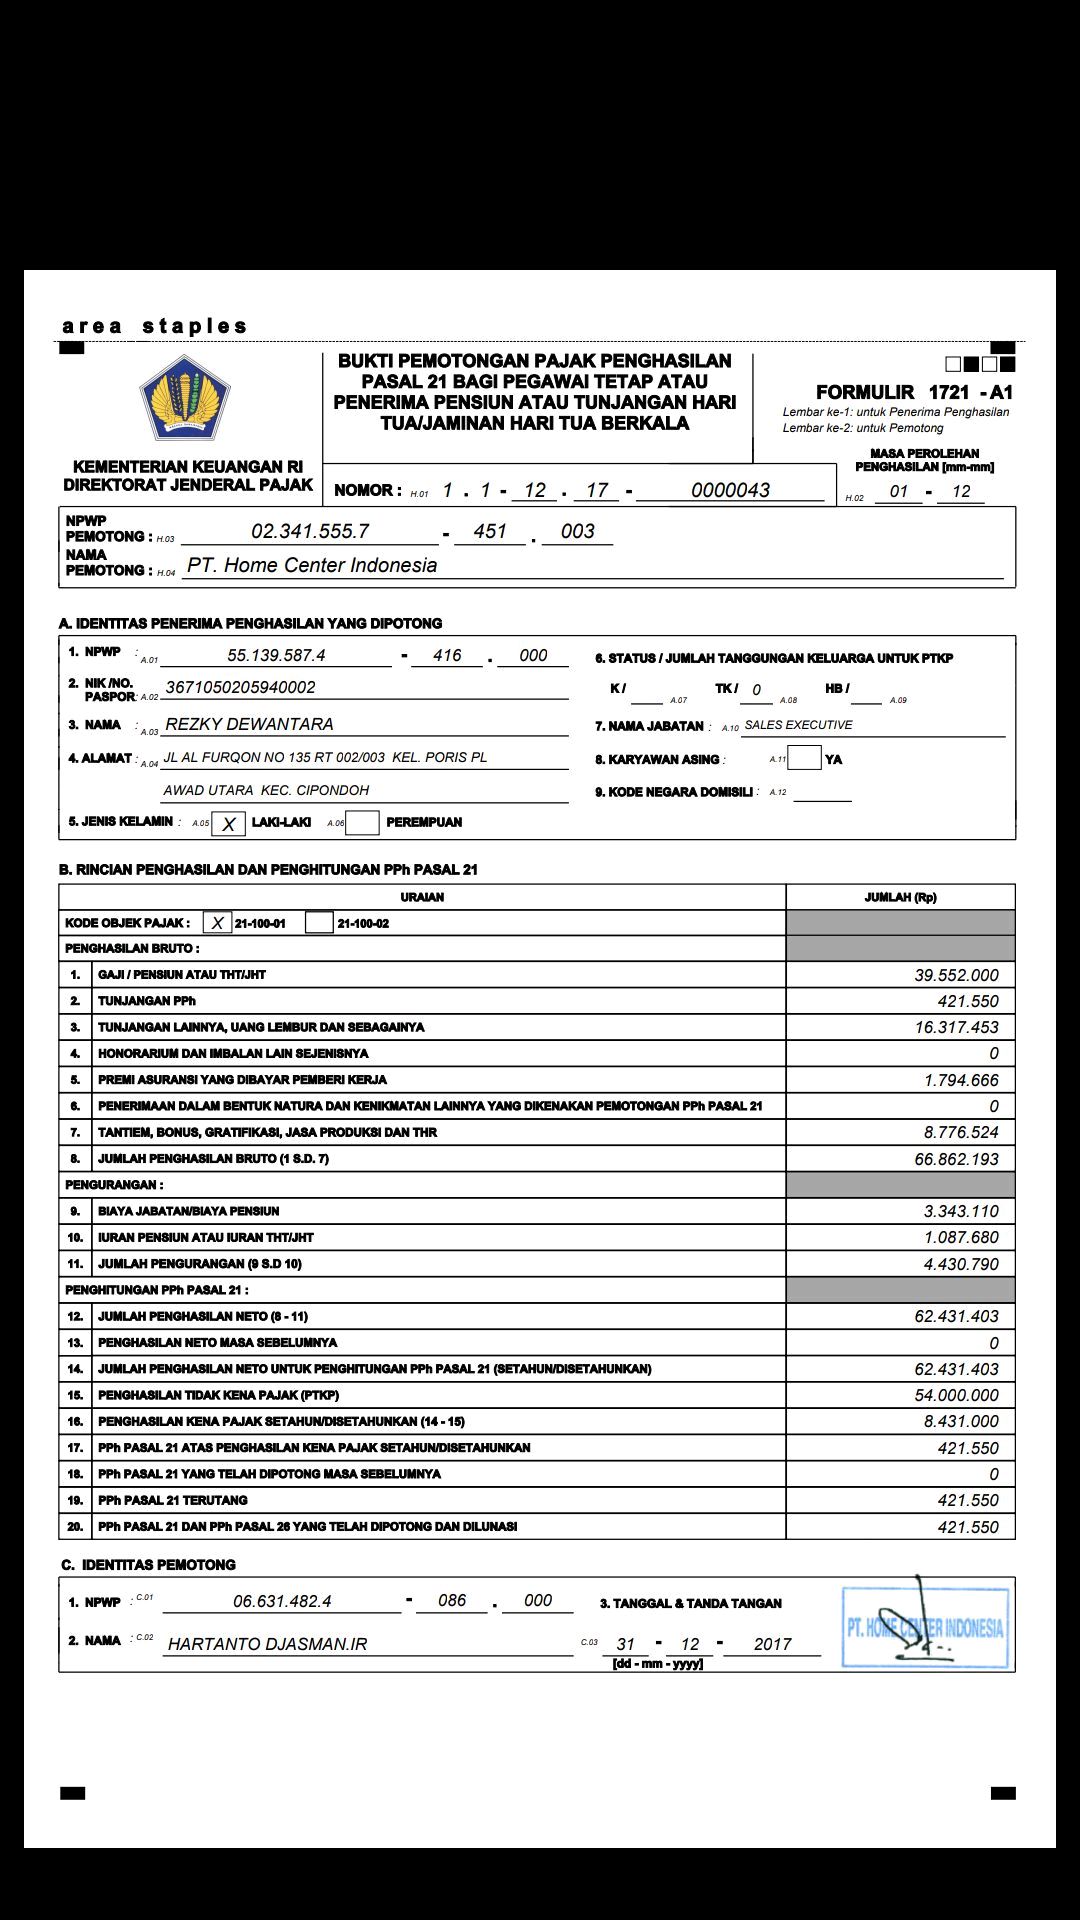 area staples
BUKTI PEMOTONGAN PAJAK PENGHASILAN
PASAL 21 BAGI PEGAWAI TETAP ATAU
PENERIMA PENSIUN ATAU TUNJANGAN HARI
TUA/JAMINAN HARI TUA BERKALA
FORMULIR 1721 - A1
Lembar ke-1: untuk Penerima Penghasilan
Lembar ke-2: untuk Pemotong
KEMENTERIAN KEUANGAN RI
DIREKTORAT JENDERAL PAJAK
MASA PEROLEHAN
PENGHASILAN [mm-mm]
NOMOR : H.01 1 . 1 - 12 . 17 - 0000043
H.02 01 - 12
NPWP
PEMOTONG : H.03 02.341.555.7 - 451 . 003
NAMA
PEMOTONG : H.04 PT. Home Center Indonesia
A. IDENTITAS PENERIMA PENGHASILAN YANG DIPOTONG
1. NPWP : A.01 55.139.587.4 - 416 . 000
2. NIK /NO.
PASPOR : A.02 3671050205940002
3. NAMA : A.03 REZKY DEWANTARA
4. ALAMAT : A.04 JL AL FURQON NO 135 RT 002/003 KEL. PORIS PL
AWAD UTARA KEC. CIPONDOH
5. JENIS KELAMIN : A.05 X LAKI-LAKI A.06 PEREMPUAN
6. STATUS / JUMLAH TANGGUNGAN KELUARGA UNTUK PTKP
K / A.07 TK / 0 A.08 HB / A.09
7. NAMA JABATAN : A.10 SALES EXECUTIVE
8. KARYAWAN ASING : A.11 YA
9. KODE NEGARA DOMISILI : A.12
B. RINCIAN PENGHASILAN DAN PENGHITUNGAN PPh PASAL 21
URAIAN JUMLAH (Rp)
KODE OBJEK PAJAK : X 21-100-01 21-100-02
PENGHASILAN BRUTO :
1. GAJI / PENSIUN ATAU THT/JHT 39.552.000
2. TUNJANGAN PPh 421.550
3. TUNJANGAN LAINNYA, UANG LEMBUR DAN SEBAGAINYA 16.317.453
4. HONORARIUM DAN IMBALAN LAIN SEJENISNYA 0
5. PREMI ASURANSI YANG DIBAYAR PEMBERI KERJA 1.794.666
6. PENERIMAAN DALAM BENTUK NATURA DAN KENIKMATAN LAINNYA YANG DIKENAKAN PEMOTONGAN PPh PASAL 21 0
7. TANTIEM, BONUS, GRATIFIKASI, JASA PRODUKSI DAN THR 8.776.524
8. JUMLAH PENGHASILAN BRUTO (1 S.D. 7) 66.862.193
PENGURANGAN :
9. BIAYA JABATAN/BIAYA PENSIUN 3.343.110
10. IURAN PENSIUN ATAU IURAN THT/JHT 1.087.680
11. JUMLAH PENGURANGAN (9 S.D 10) 4.430.790
PENGHITUNGAN PPh PASAL 21 :
12. JUMLAH PENGHASILAN NETO (8 - 11) 62.431.403
13. PENGHASILAN NETO MASA SEBELUMNYA 0
14. JUMLAH PENGHASILAN NETO UNTUK PENGHITUNGAN PPh PASAL 21 (SETAHUN/DISETAHUNKAN) 62.431.403
15. PENGHASILAN TIDAK KENA PAJAK (PTKP) 54.000.000
16. PENGHASILAN KENA PAJAK SETAHUN/DISETAHUNKAN (14 - 15) 8.431.000
17. PPh PASAL 21 ATAS PENGHASILAN KENA PAJAK SETAHUN/DISETAHUNKAN 421.550
18. PPh PASAL 21 YANG TELAH DIPOTONG MASA SEBELUMNYA 0
19. PPh PASAL 21 TERUTANG 421.550
20. PPh PASAL 21 DAN PPh PASAL 26 YANG TELAH DIPOTONG DAN DILUNASI 421.550
C. IDENTITAS PEMOTONG
1. NPWP : C.01 06.631.482.4 - 086 . 000
2. NAMA : C.02 HARTANTO DJASMAN.IR
3. TANGGAL & TANDA TANGAN
C.03 31 - 12 - 2017
[dd - mm - yyyy]
PT. HOME CENTER INDONESIA